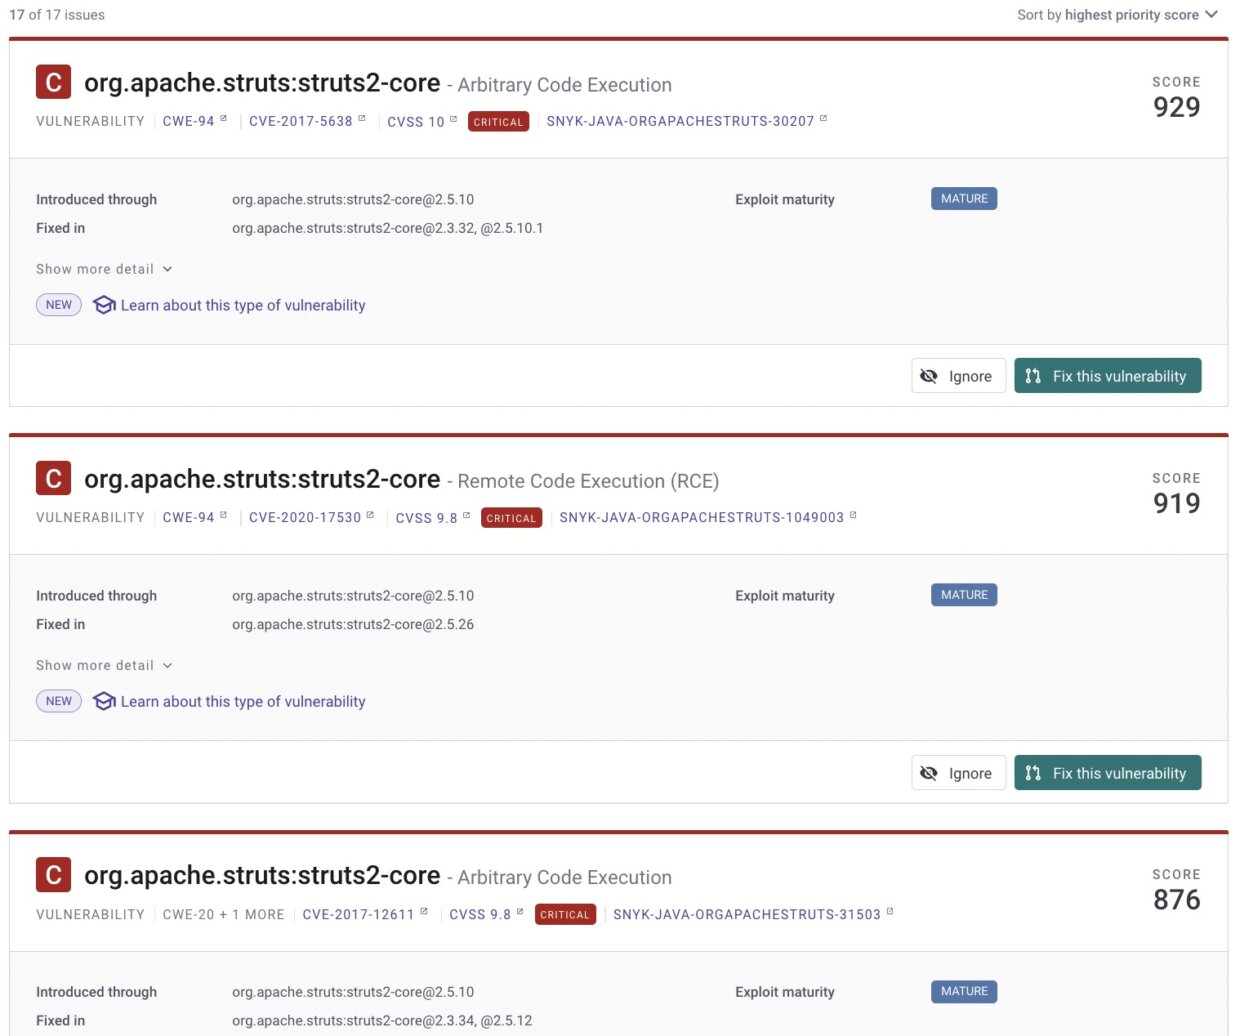 17 of 17 issues
Sort by highest priority score
C org.apache.struts:struts2-core - Arbitrary Code Execution
SCORE
929
VULNERABILITY CWE-94 CVE-2017-5638 CVSS 10 CRITICAL SNYK-JAVA-ORGAPACHESTRUTS-30207
Introduced through org.apache.struts:struts2-core@2.5.10 Exploit maturity MATURE
Fixed in org.apache.struts:struts2-core@2.3.32, @2.5.10.1
Show more detail
NEW Learn about this type of vulnerability
Ignore Fix this vulnerability
C org.apache.struts:struts2-core - Remote Code Execution (RCE)
SCORE
919
VULNERABILITY CWE-94 CVE-2020-17530 CVSS 9.8 CRITICAL SNYK-JAVA-ORGAPACHESTRUTS-1049003
Introduced through org.apache.struts:struts2-core@2.5.10 Exploit maturity MATURE
Fixed in org.apache.struts:struts2-core@2.5.26
Show more detail
NEW Learn about this type of vulnerability
Ignore Fix this vulnerability
C org.apache.struts:struts2-core - Arbitrary Code Execution
SCORE
876
VULNERABILITY CWE-20 + 1 MORE CVE-2017-12611 CVSS 9.8 CRITICAL SNYK-JAVA-ORGAPACHESTRUTS-31503
Introduced through org.apache.struts:struts2-core@2.5.10 Exploit maturity MATURE
Fixed in org.apache.struts:struts2-core@2.3.34, @2.5.12